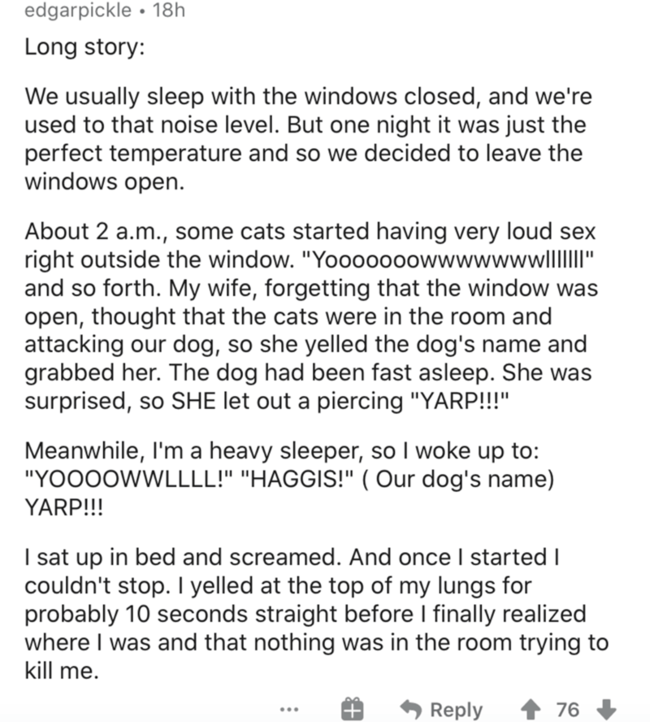 edgarpickle • 18h
Long story:
We usually sleep with the windows closed, and we're
used to that noise level. But one night it was just the
perfect temperature and so we decided to leave the
windows open.
About 2 a.m., some cats started having very loud sex
right outside the window. "Yooooooowwwwwwwlllllll"
and so forth. My wife, forgetting that the window was
open, thought that the cats were in the room and
attacking our dog, so she yelled the dog's name and
grabbed her. The dog had been fast asleep. She was
surprised, so SHE let out a piercing "YARP!!!"
Meanwhile, I'm a heavy sleeper, so I woke up to:
"YOOOOWWLLLL!" "HAGGIS!" ( Our dog's name)
YARP!!!
I sat up in bed and screamed. And once I started I
couldn't stop. I yelled at the top of my lungs for
probably 10 seconds straight before I finally realized
where I was and that nothing was in the room trying to
kill me.
... Reply 76